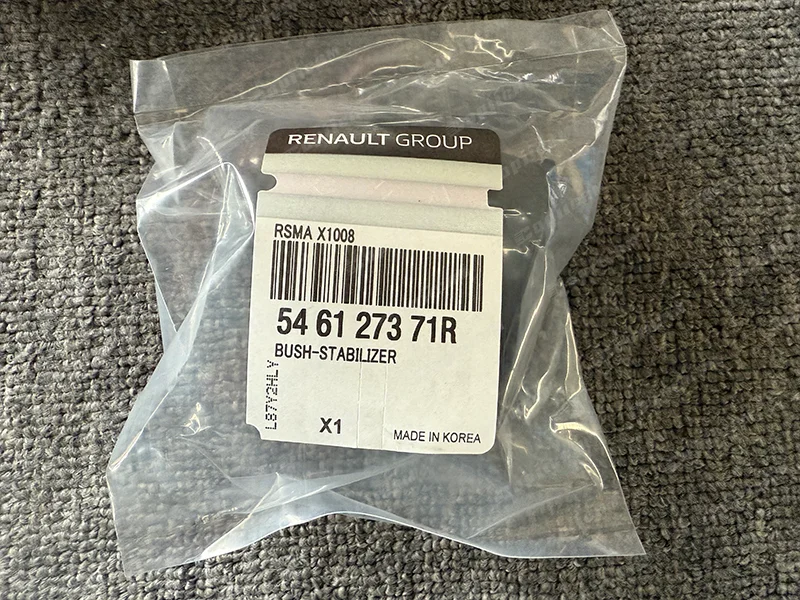 RENAULT GROUP
RSMA X1008
54 61 273 71R
BUSH-STABILIZER
L87Y2HLY
X1
MADE IN KOREA